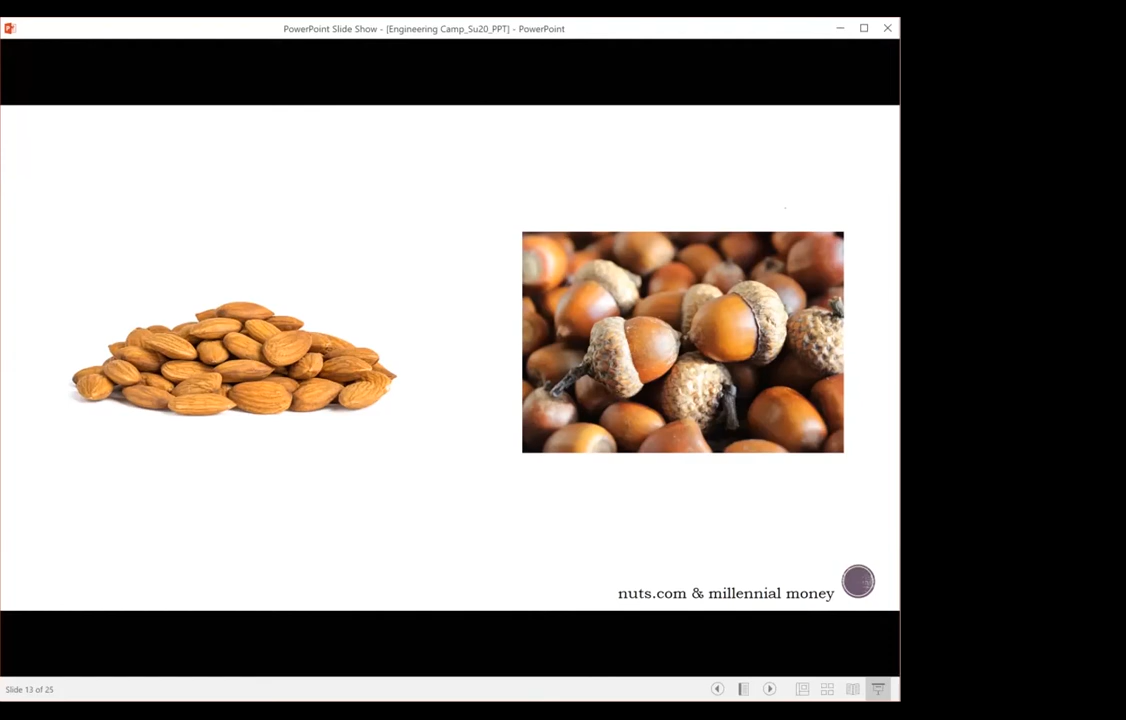 PowerPoint Slide Show - [Engineering Camp_Su20_PPT] - PowerPoint
nuts.com & millennial money
Slide 13 of 25